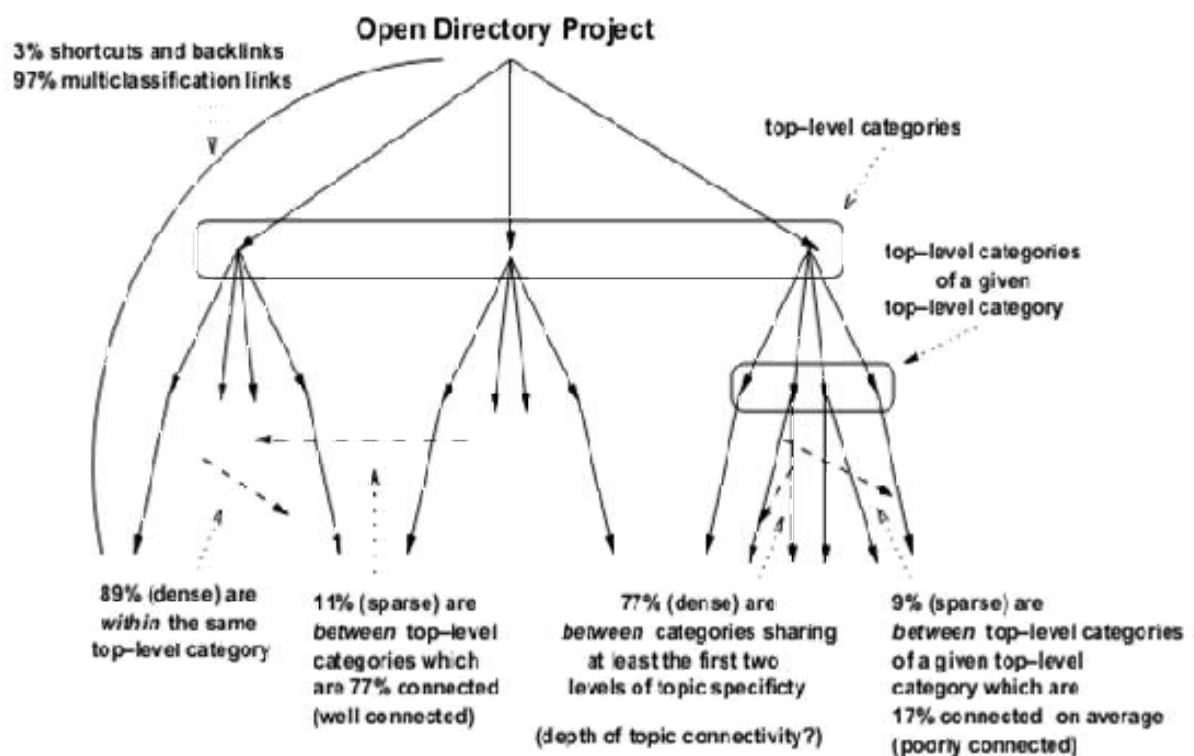 Open Directory Project
3% shortcuts and backlinks
97% multiclassification links
top-level categories
top-level categories
of a given
top-level category
89% (dense) are
within the same
top-level category
11% (sparse) are
between top-level
categories which
are 77% connected
(well connected)
77% (dense) are
between categories sharing
at least the first two
levels of topic specificty
(depth of topic connectivity?)
9% (sparse) are
between top-level categories
of a given top-level
category which are
17% connected on average
(poorly connected)